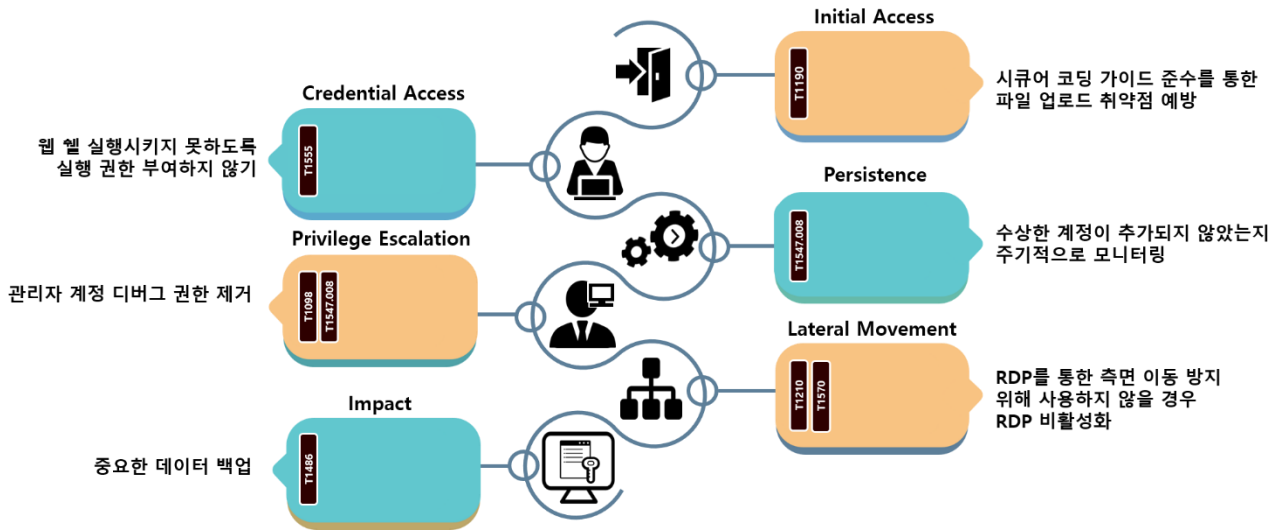 Initial Access
T1190
시큐어 코딩 가이드 준수를 통한
파일 업로드 취약점 예방
Credential Access
T1555
웹 쉘 실행시키지 못하도록
실행 권한 부여하지 않기
Persistence
T1547.008
수상한 계정이 추가되지 않았는지
주기적으로 모니터링
Privilege Escalation
T1098
T1547.008
관리자 계정 디버그 권한 제거
Lateral Movement
T1210
T1570
RDP를 통한 측면 이동 방지
위해 사용하지 않을 경우
RDP 비활성화
Impact
T1486
중요한 데이터 백업